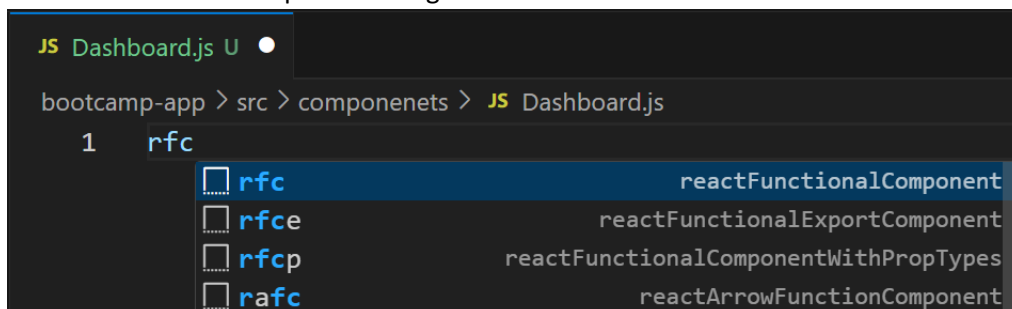 JS Dashboard.js U
bootcamp-app > src > componenets > JS Dashboard.js
1 rfc
rfc reactFunctionalComponent
rfce reactFunctionalExportComponent
rfcp reactFunctionalComponentWithPropTypes
rafc reactArrowFunctionComponent